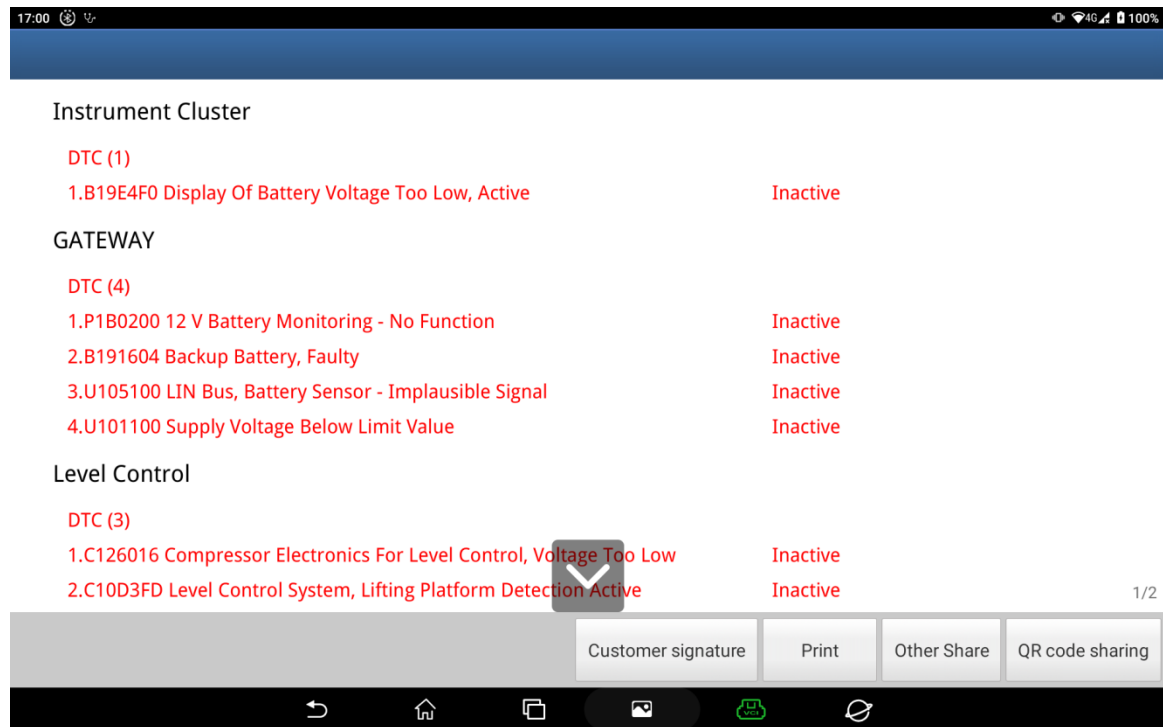 17:00
4G 100%
Instrument Cluster
DTC (1)
1.B19E4F0 Display Of Battery Voltage Too Low, Active Inactive
GATEWAY
DTC (4)
1.P1B0200 12 V Battery Monitoring - No Function Inactive
2.B191604 Backup Battery, Faulty Inactive
3.U105100 LIN Bus, Battery Sensor - Implausible Signal Inactive
4.U101100 Supply Voltage Below Limit Value Inactive
Level Control
DTC (3)
1.C126016 Compressor Electronics For Level Control, Voltage Too Low Inactive
2.C10D3FD Level Control System, Lifting Platform Detection Active Inactive
1/2
Customer signature Print Other Share QR code sharing
VCI